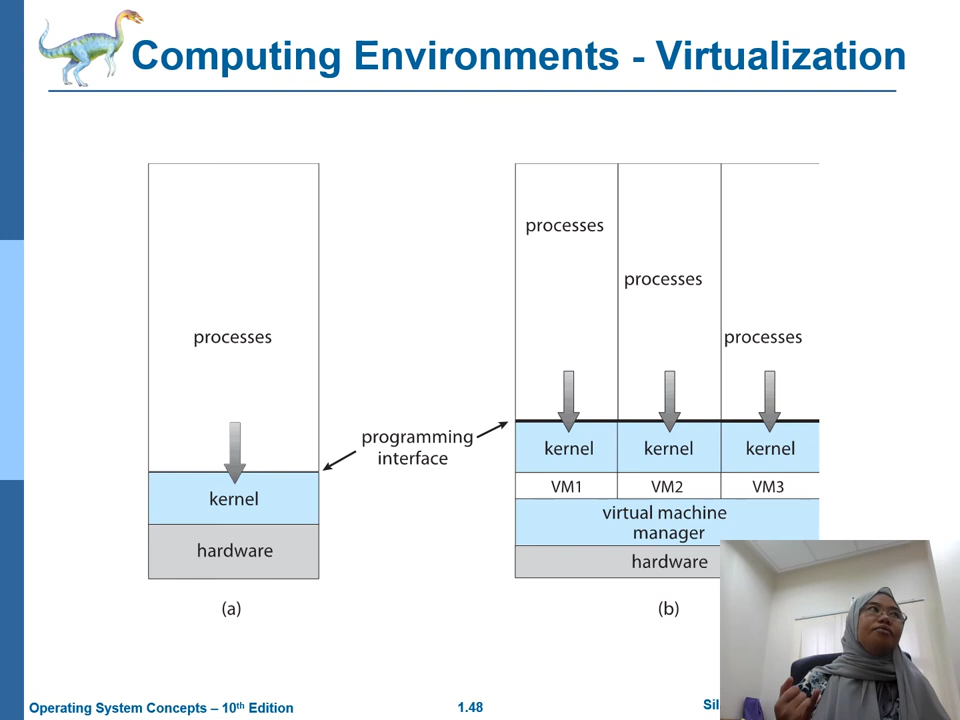 Computing Environments - Virtualization
processes
kernel
hardware
(a)
programming
interface
processes
processes
processes
kernel kernel kernel
VM1 VM2 VM3
virtual machine
manager
hardware
(b)
Operating System Concepts – 10th Edition
1.48